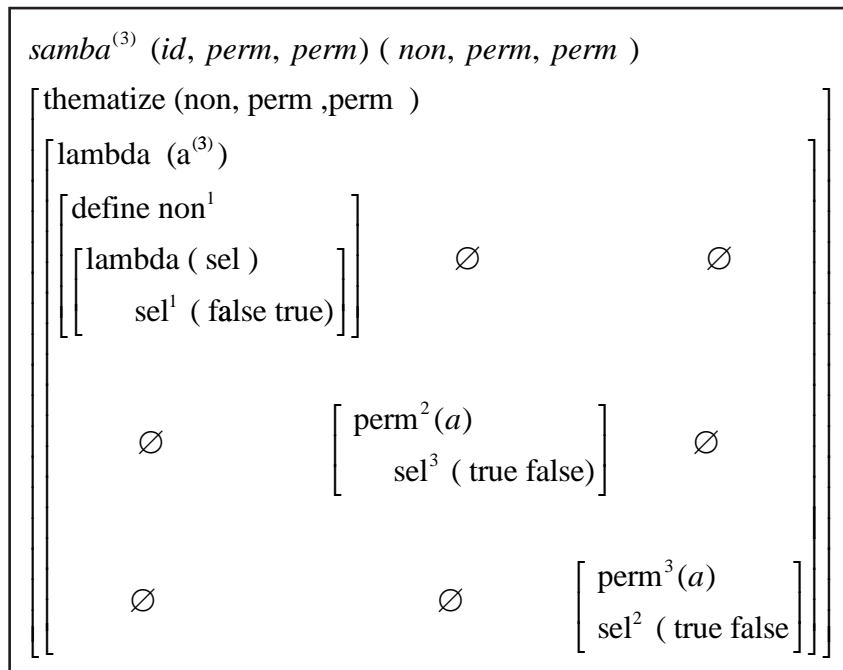 samba⁽³⁾ (id, perm, perm) ( non, perm, perm )
thematize (non, perm ,perm )
lambda (a⁽³⁾)
define non¹
lambda ( sel ) ∅ ∅
sel¹ ( false true)
perm²(a)
∅ ∅
sel³ ( true false)
perm³(a)
∅ ∅
sel² ( true false